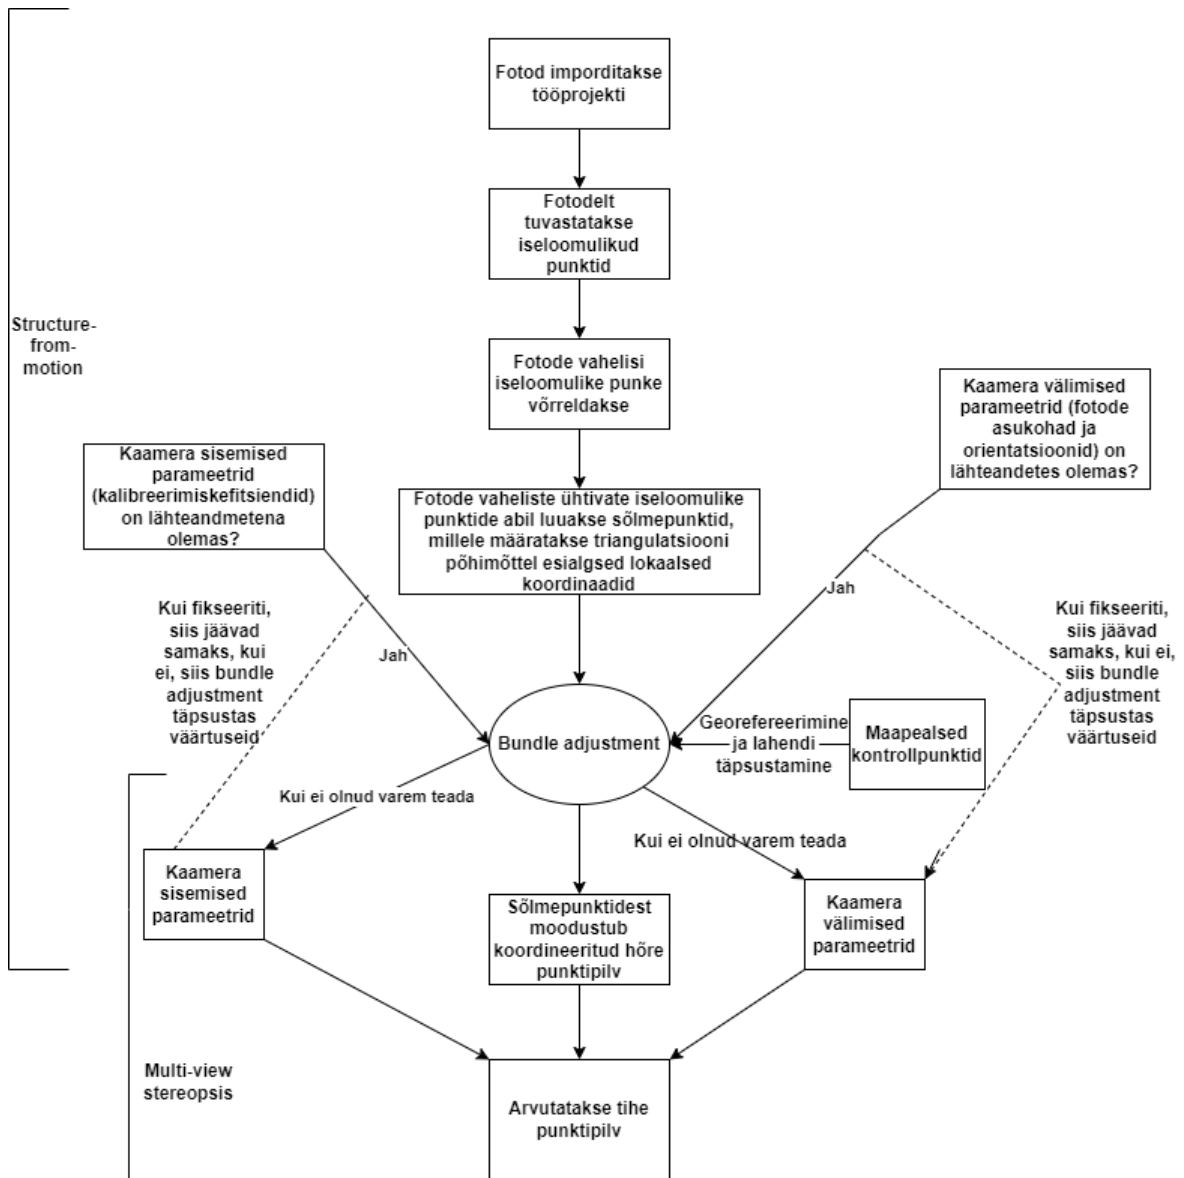 Fotod imporditakse
tööprojekti
Fotodelt
tuvastatakse
iseloomulikud
punktid
Structure-
from-
motion
Fotode vahelisi
iseloomulike punke
võrreldakse
Kaamera välimised
parameetrid (fotode
asukohad ja
orientatsioonid) on
lähteandetes olemas?
Kaamera sisemised
parameetrid
(kalibreerimiskefitsiendid)
on lähteandmetena
olemas?
Fotode vaheliste ühtivate iseloomulike
punktide abil luuakse sõlmepunktid,
millele määratakse triangulatsiooni
põhimõttel esialgsed lokaalsed
koordinaadid
Jah
Kui fikseeriti,
siis jäävad
samaks, kui
ei, siis bundle
adjustment
täpsustas
väärtuseid
Jah
Kui fikseeriti,
siis jäävad
samaks, kui ei,
siis bundle
adjustment
täpsustas
väärtuseid
Bundle adjustment
Georefereerimine
ja lahendi
täpsustamine
Maapealsed
kontrollpunktid
Kui ei olnud varem teada
Kui ei olnud varem teada
Kaamera
sisemised
parameetrid
Sõlmepunktidest
moodustub
koordineeritud hõre
punktipilv
Kaamera
välimised
parameetrid
Multi-view
stereopsis
Arvutatakse tihe
punktipilv